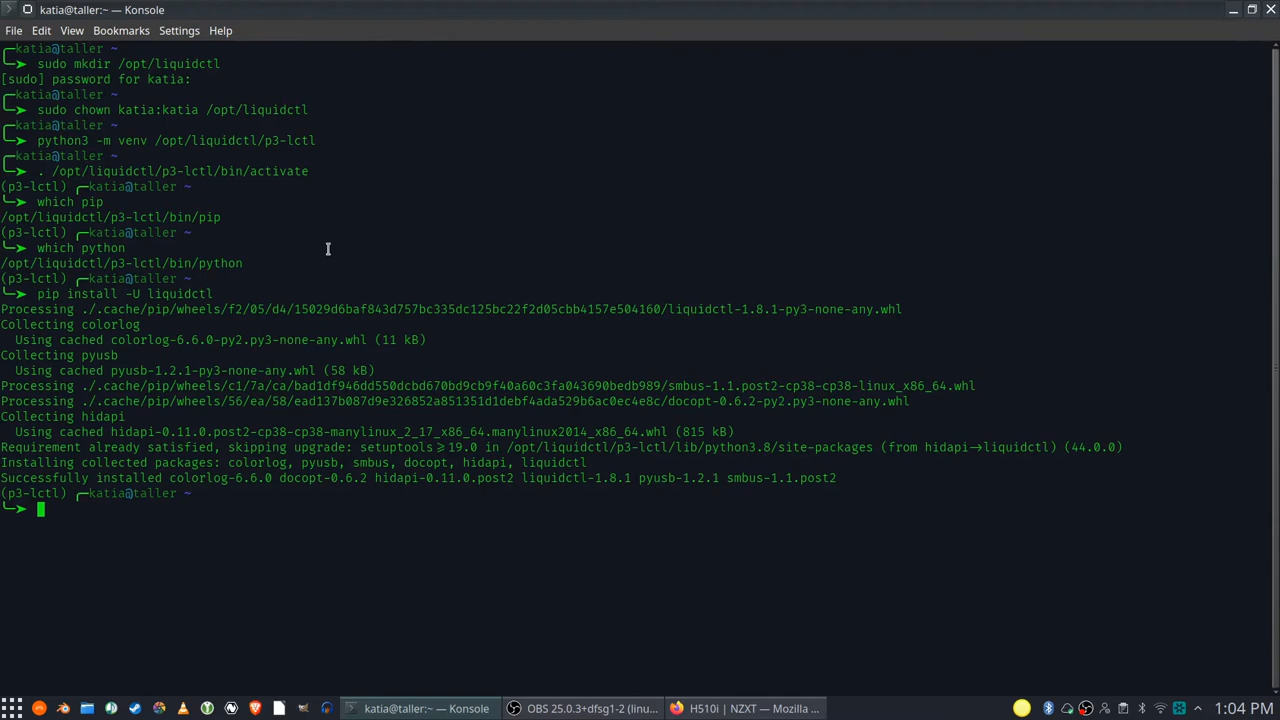 katia@taller:~ — Konsole
File Edit View Bookmarks Settings Help
╭─katia@taller ~
╰─➤ sudo mkdir /opt/liquidctl
[sudo] password for katia:
╭─katia@taller ~
╰─➤ sudo chown katia:katia /opt/liquidctl
╭─katia@taller ~
╰─➤ python3 -m venv /opt/liquidctl/p3-lctl
╭─katia@taller ~
╰─➤ . /opt/liquidctl/p3-lctl/bin/activate
(p3-lctl) ╭─katia@taller ~
╰─➤ which pip
/opt/liquidctl/p3-lctl/bin/pip
(p3-lctl) ╭─katia@taller ~
╰─➤ which python
/opt/liquidctl/p3-lctl/bin/python
(p3-lctl) ╭─katia@taller ~
╰─➤ pip install -U liquidctl
Processing ./.cache/pip/wheels/f2/05/d4/15029d6baf843d757bc335dc125bc22f2d05cbb4157e504160/liquidctl-1.8.1-py3-none-any.whl
Collecting colorlog
Using cached colorlog-6.6.0-py2.py3-none-any.whl (11 kB)
Collecting pyusb
Using cached pyusb-1.2.1-py3-none-any.whl (58 kB)
Processing ./.cache/pip/wheels/c1/7a/ca/bad1df946dd550dcbd670bd9cb9f40a60c3fa043690bedb989/smbus-1.1.post2-cp38-cp38-linux_x86_64.whl
Processing ./.cache/pip/wheels/56/ea/58/ead137b087d9e326852a851351d1debf4ada529b6ac0ec4e8c/docopt-0.6.2-py2.py3-none-any.whl
Collecting hidapi
Using cached hidapi-0.11.0.post2-cp38-cp38-manylinux_2_17_x86_64.manylinux2014_x86_64.whl (815 kB)
Requirement already satisfied, skipping upgrade: setuptools>=19.0 in /opt/liquidctl/p3-lctl/lib/python3.8/site-packages (from hidapi->liquidctl) (44.0.0)
Installing collected packages: colorlog, pyusb, smbus, docopt, hidapi, liquidctl
Successfully installed colorlog-6.6.0 docopt-0.6.2 hidapi-0.11.0.post2 liquidctl-1.8.1 pyusb-1.2.1 smbus-1.1.post2
(p3-lctl) ╭─katia@taller ~
╰─➤
katia@taller:~ — Konsole OBS 25.0.3+dfsg1-2 (linu... H510i | NZXT — Mozilla ... 1:04 PM